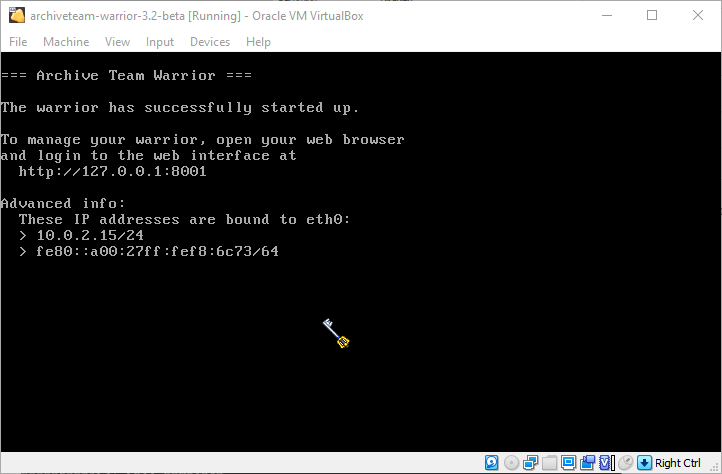 archiveteam-warrior-3.2-beta [Running] - Oracle VM VirtualBox
File Machine View Input Devices Help
=== Archive Team Warrior ===
The warrior has successfully started up.
To manage your warrior, open your web browser
and login to the web interface at
http://127.0.0.1:8001
Advanced info:
These IP addresses are bound to eth0:
> 10.0.2.15/24
> fe80::a00:27ff:fef8:6c73/64
Right Ctrl